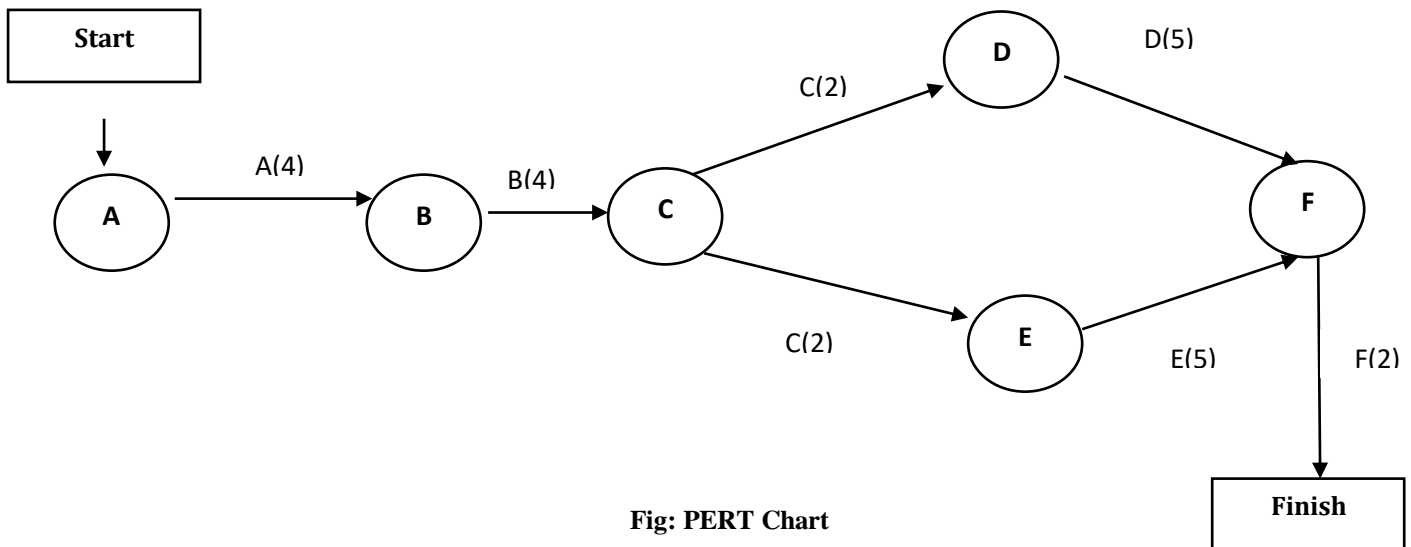 Start
D
D(5)
C(2)
A(4)
B(4)
A
B
C
F
C(2)
E
E(5)
F(2)
Finish
Fig: PERT Chart